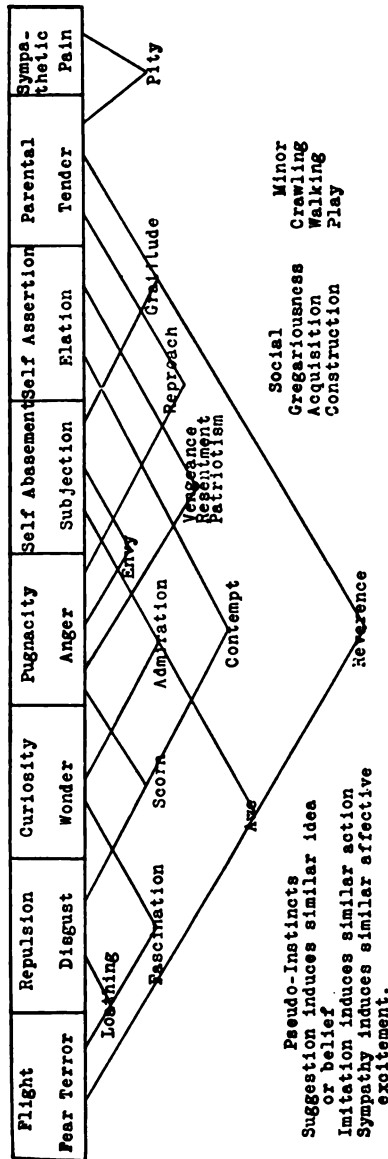 Flight
Repulsion
Curiosity
Pugnacity
Self Abasement
Self Assertion
Parental
Sympa-
thetic
Fear Terror
Disgust
Wonder
Anger
Subjection
Elation
Tender
Pain
Loathing
Fascination
Scorn
Admiration
Envy
Vengeance
Resentment
Patriotism
Reproach
Gratitude
Pity
Awe
Contempt
Reverence
Pseudo-Instincts
Suggestion induces similar idea
or belief
Imitation induces similar action
Sympathy induces similar affective
excitement.
Social
Gregariousness
Acquisition
Construction
Minor
Crawling
Walking
Play